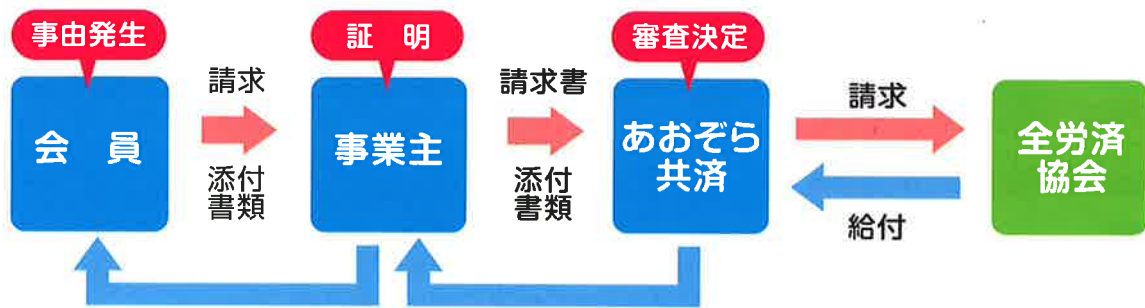 事由発生
会 員
請求
添付
書類
証 明
事業主
請求書
添付
書類
審査決定
あおぞら
共済
請求
給付
全労済
協会